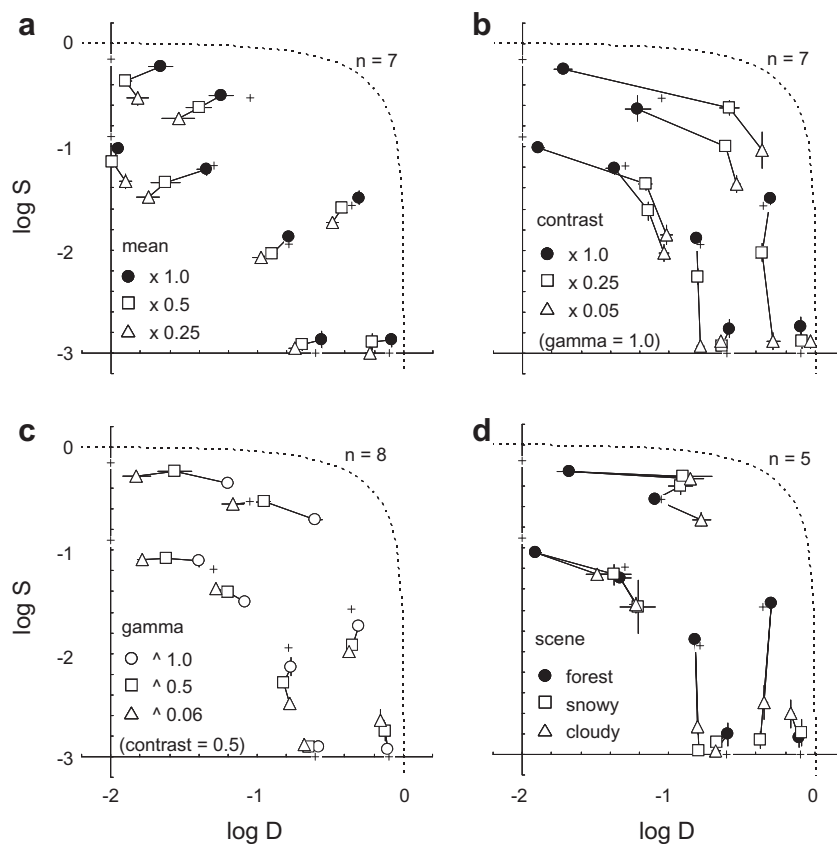 a
0
n = 7
-1
log S
-2
-3
mean
x 1.0
x 0.5
x 0.25
b
n = 7
contrast
x 1.0
x 0.25
x 0.05
(gamma = 1.0)
c
0
n = 8
-1
log S
-2
-3
gamma
^ 1.0
^ 0.5
^ 0.06
(contrast = 0.5)
-2
-1
0
log D
d
n = 5
scene
forest
snowy
cloudy
-2
-1
0
log D